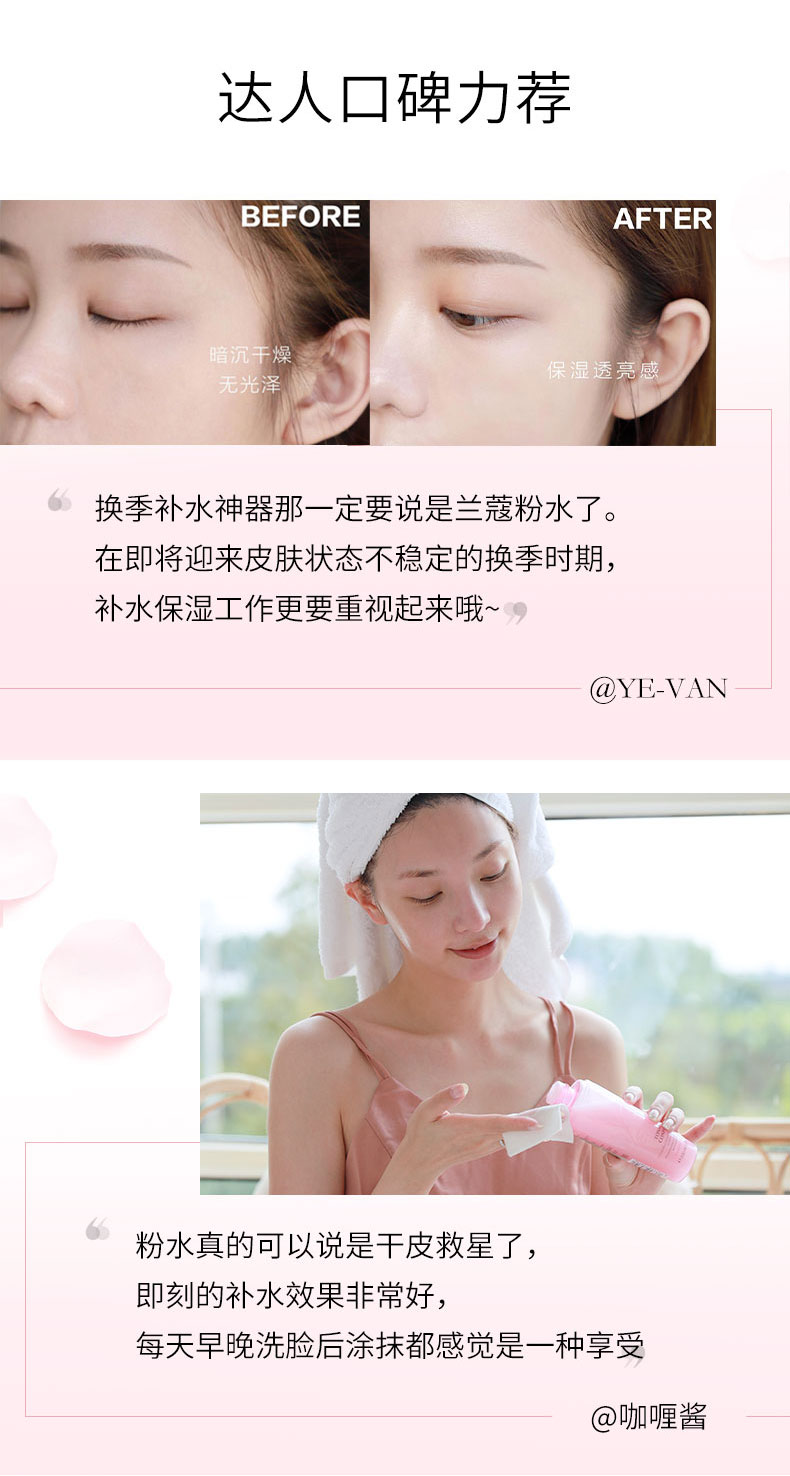 达人口碑力荐
BEFORE
AFTER
暗沉干燥
无光泽
保湿透亮感
换季补水神器那一定要说是兰蔻粉水了。
在即将迎来皮肤状态不稳定的换季时期，
补水保湿工作更要重视起来哦~
@YE-VAN
粉水真的可以说是干皮救星了，
即刻的补水效果非常好，
每天早晚洗脸后涂抹都感觉是一种享受
@咖喱酱